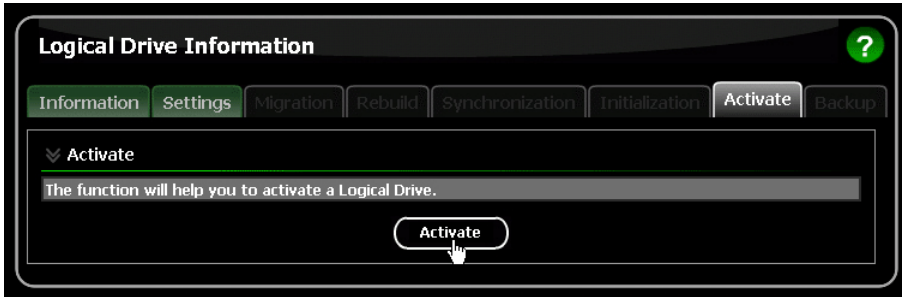 Logical Drive Information
?
Information Settings Migration Rebuild Synchronization Initialization Activate Backup
Activate
The function will help you to activate a Logical Drive.
Activate